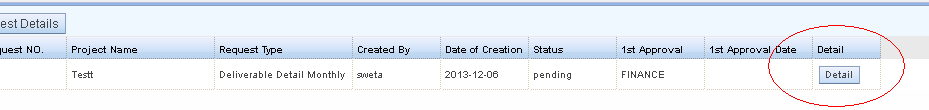 est Details
quest NO. Project Name Request Type Created By Date of Creation Status 1st Approval 1st Approval Date Detail
Testt Deliverable Detail Monthly sweta 2013-12-06 pending FINANCE Detail